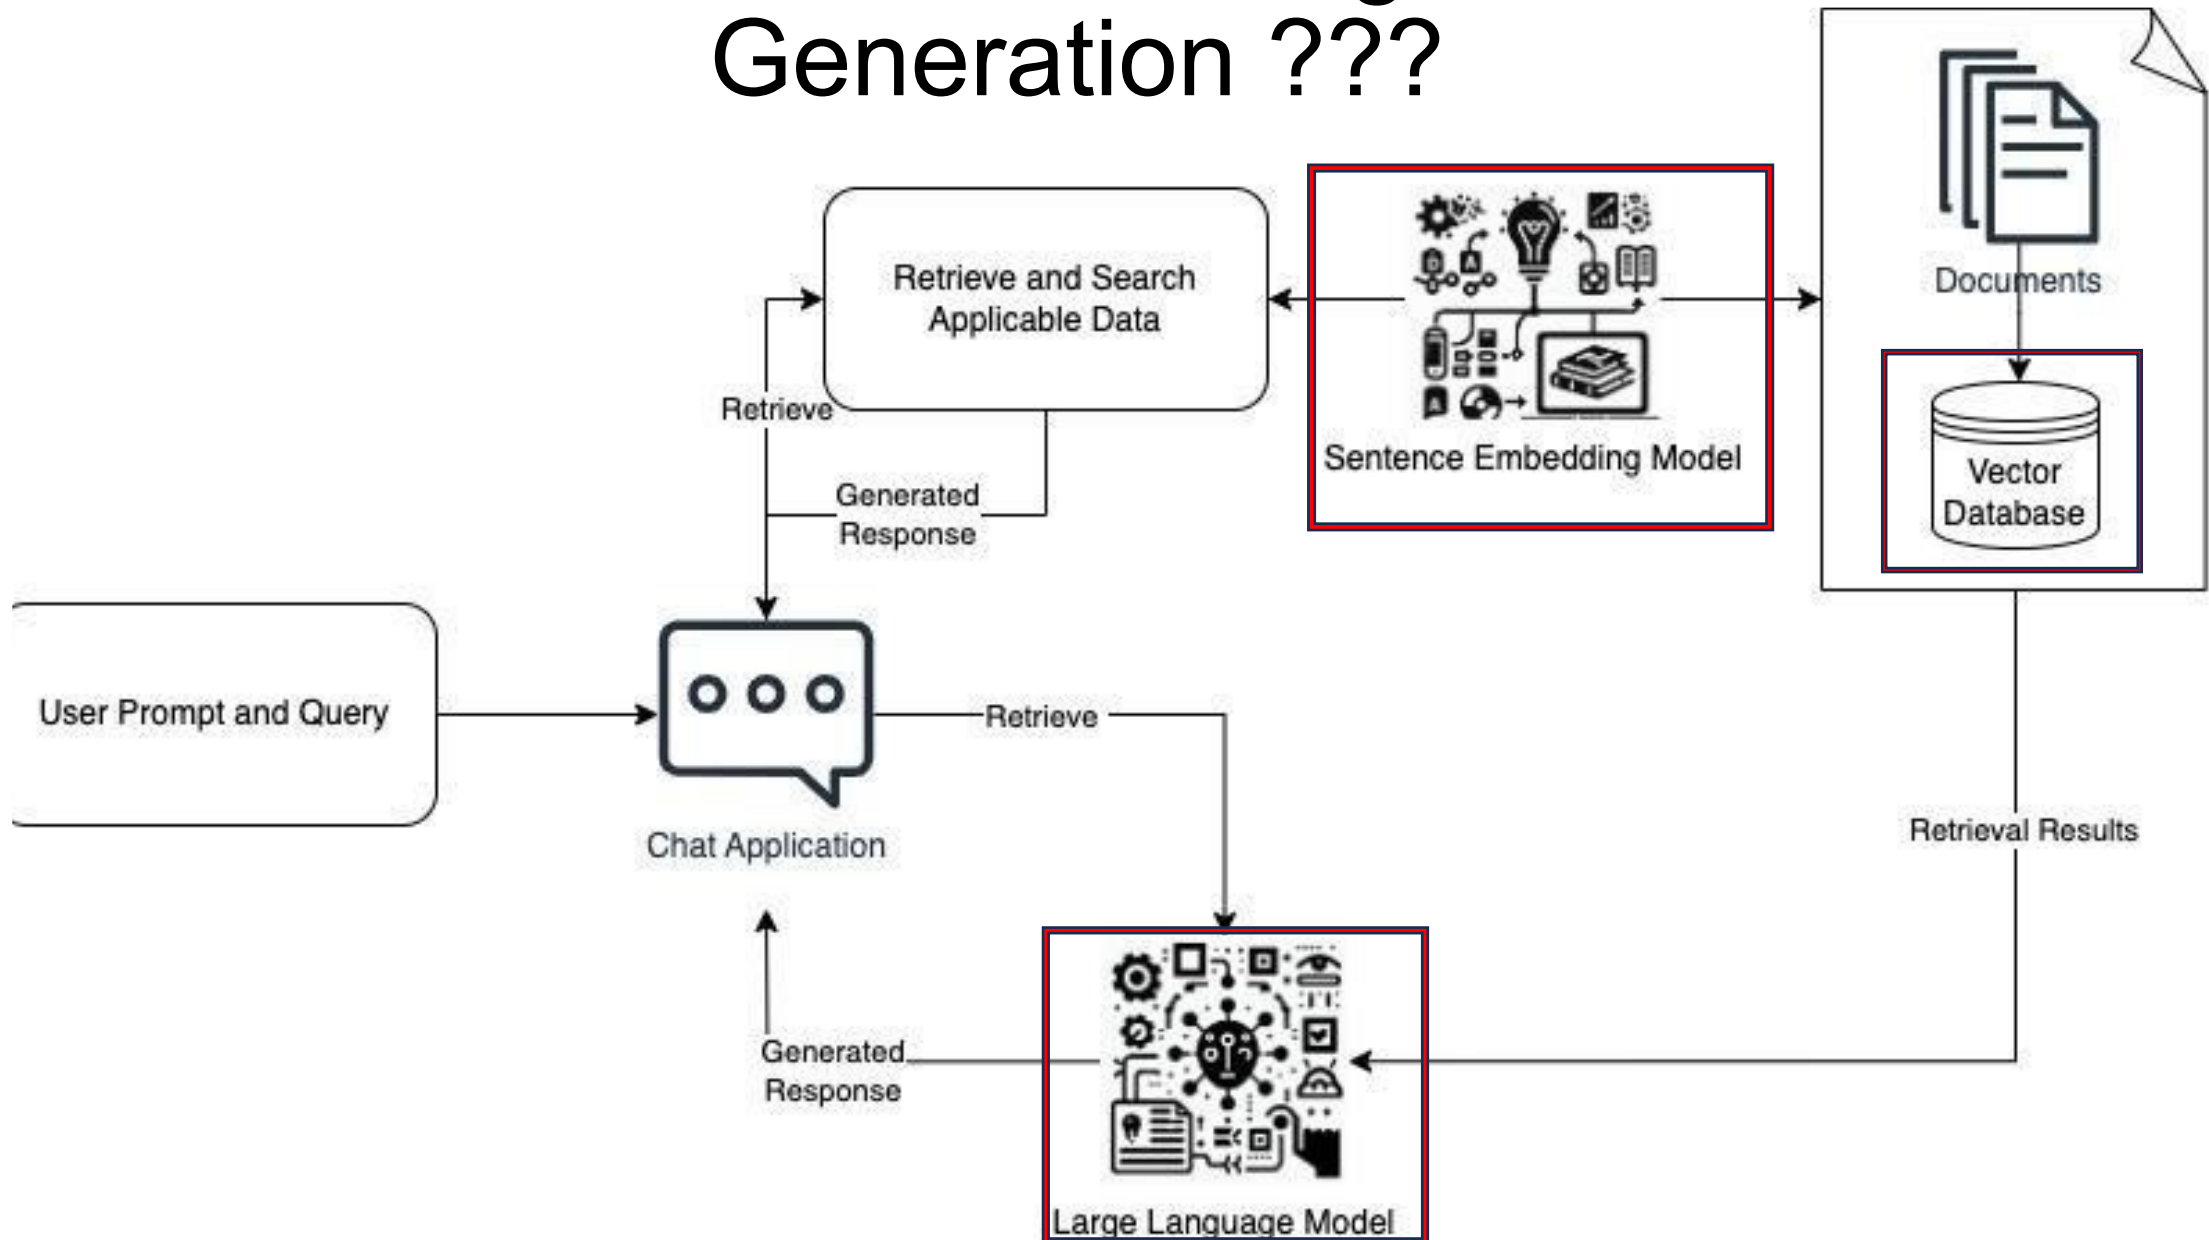 Generation ???
Documents
Retrieve and Search
Applicable Data
Retrieve
Sentence Embedding Model
Vector
Database
Generated
Response
User Prompt and Query
Retrieve
Chat Application
Retrieval Results
Generated
Response
Large Language Model